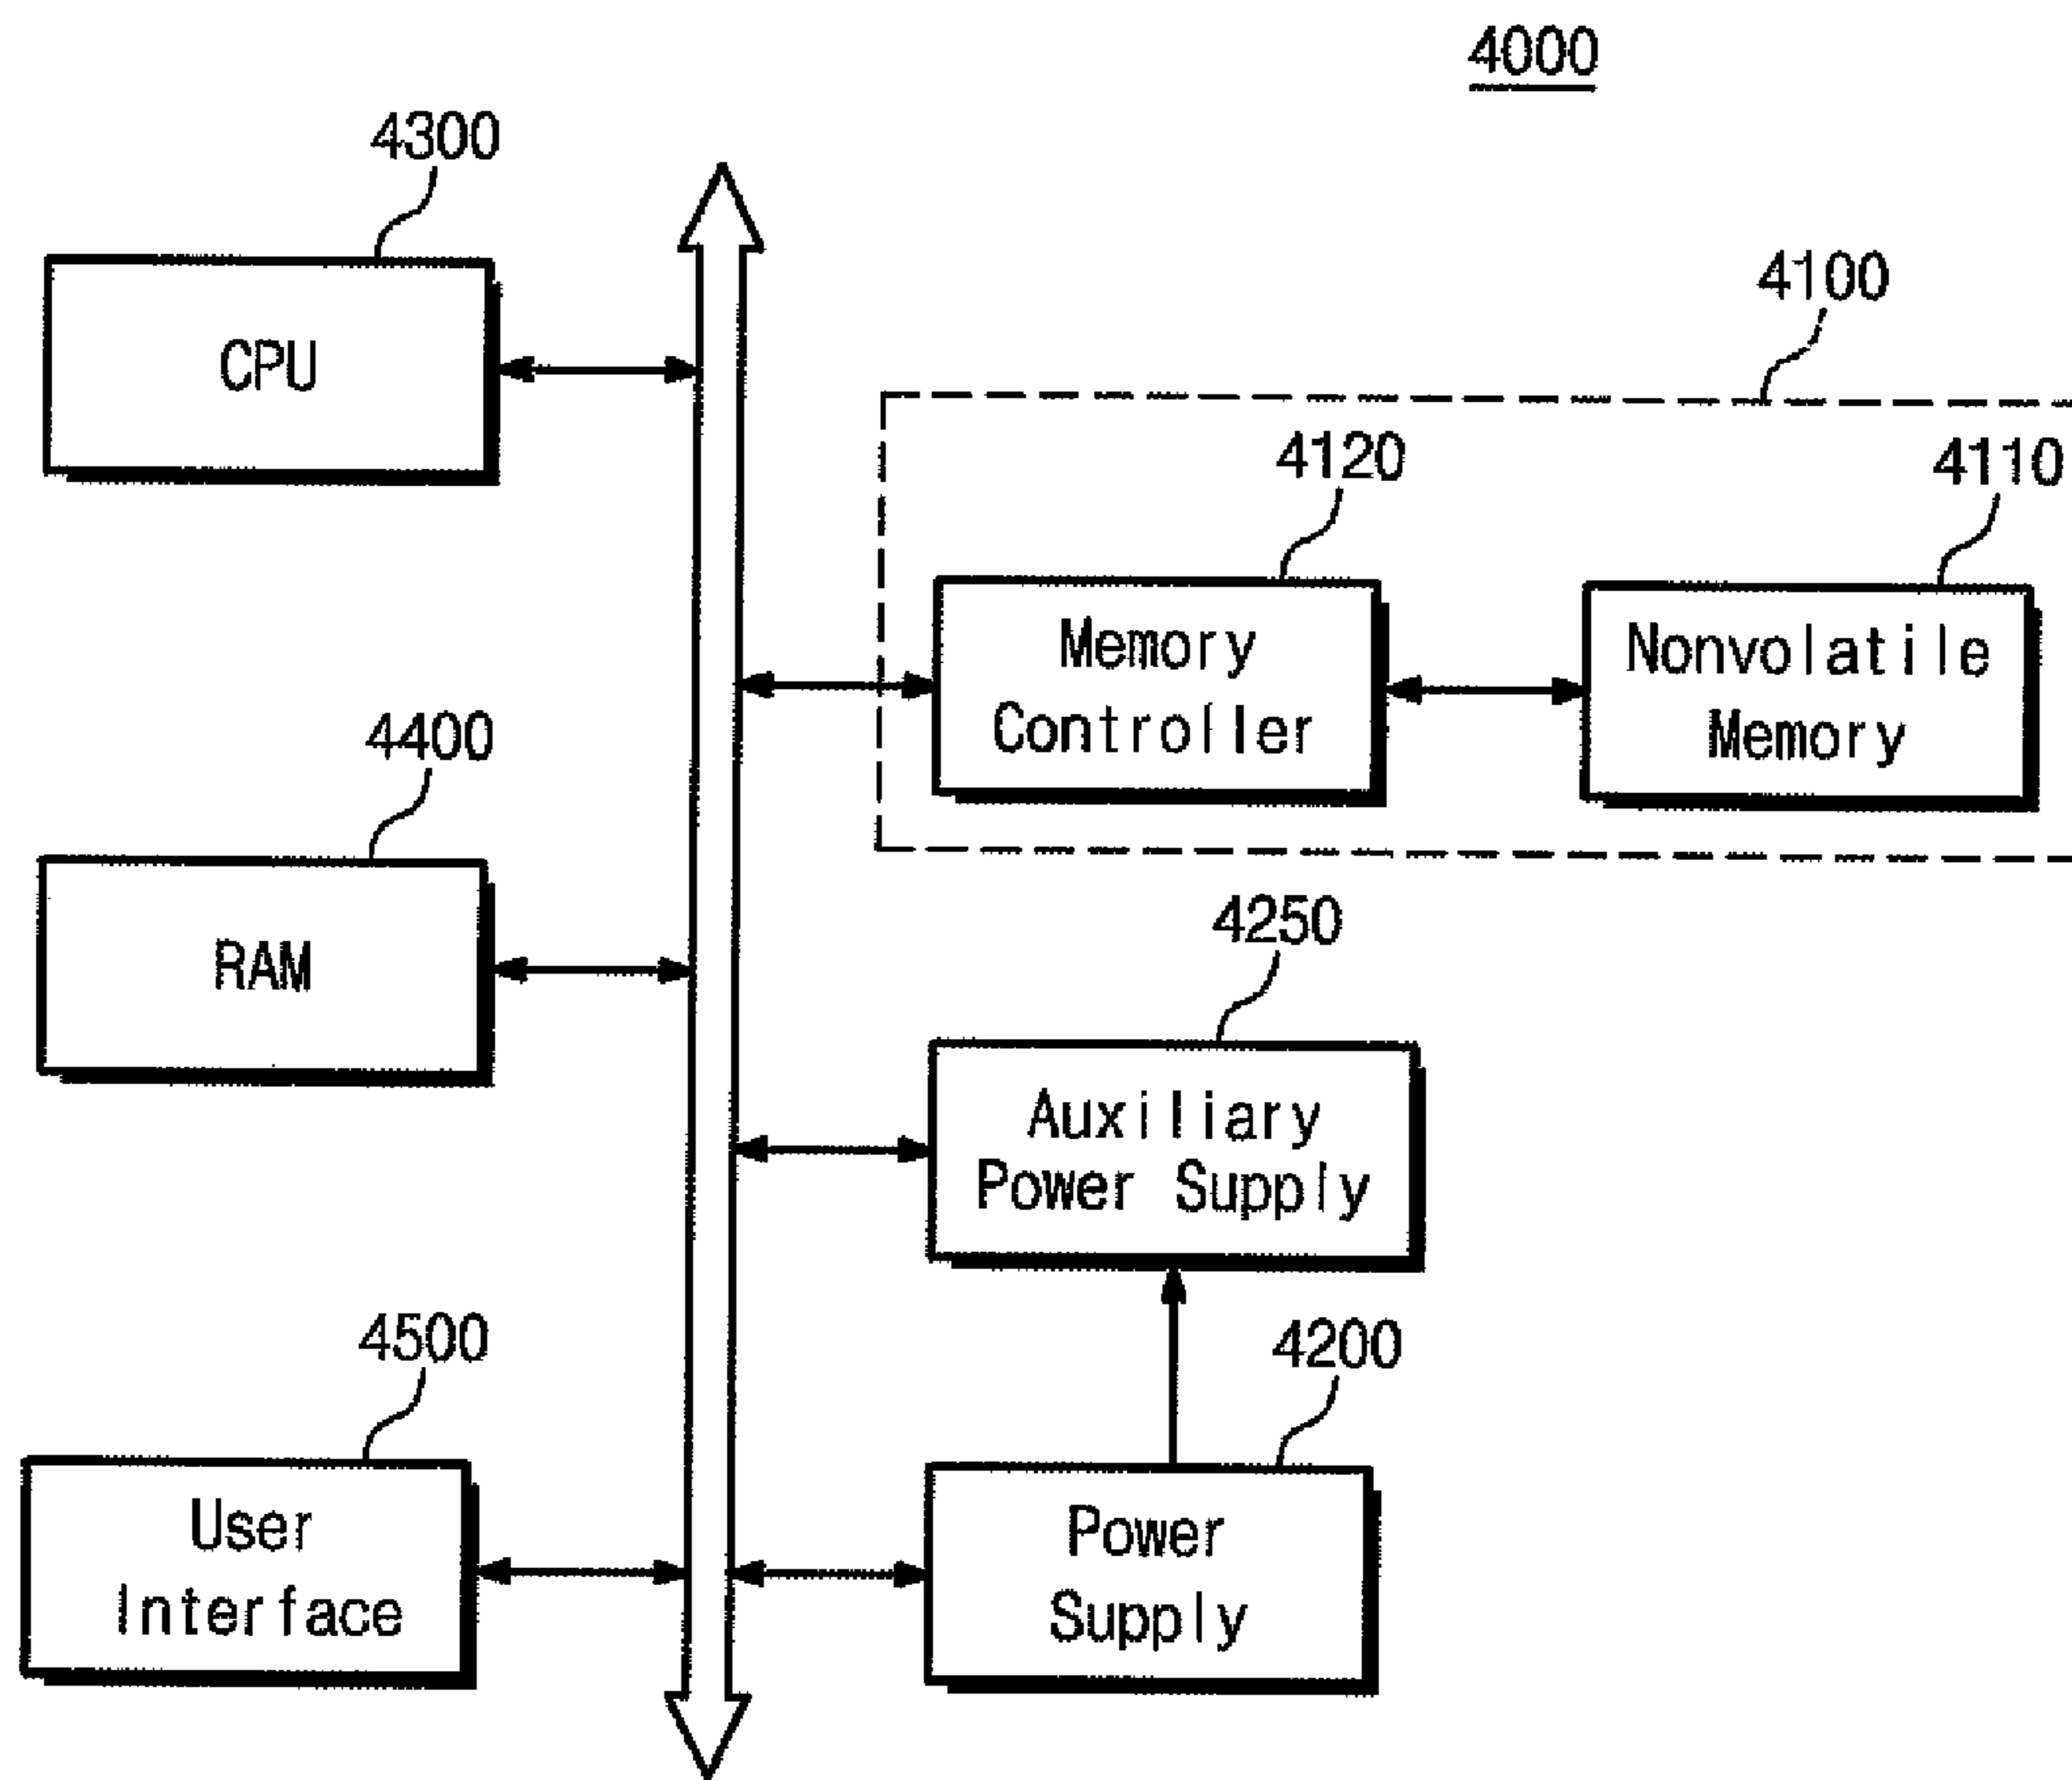 4000
4300
CPU
4100
4120
4110
Memory
Controller
Nonvolatile
Memory
4400
RAM
4250
Auxiliary
Power Supply
4500
User
Interface
4200
Power
Supply